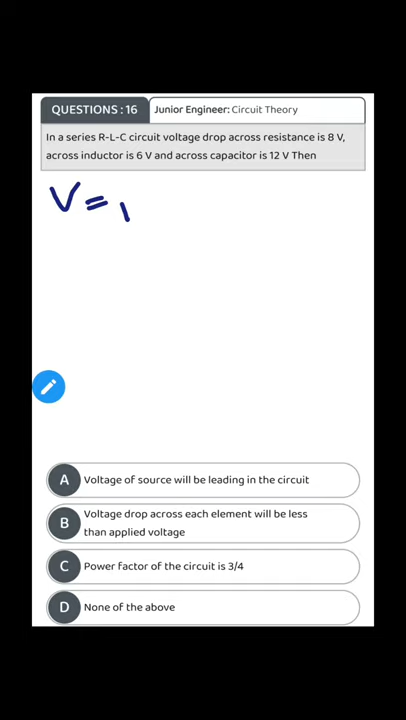 QUESTIONS : 16
Junior Engineer: Circuit Theory
In a series R-L-C circuit voltage drop across resistance is 8 V,
across inductor is 6 V and across capacitor is 12 V Then
V =
A Voltage of source will be leading in the circuit
B Voltage drop across each element will be less
than applied voltage
C Power factor of the circuit is 3/4
D None of the above